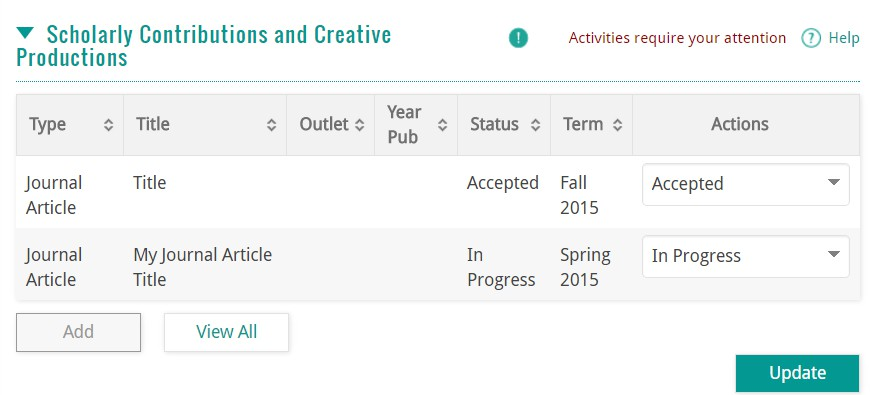 Scholarly Contributions and Creative
Productions
! Activities require your attention ? Help
Type Title Outlet Year Pub Status Term Actions
Journal Article Title Accepted Fall 2015 Accepted
Journal Article My Journal Article Title In Progress Spring 2015 In Progress
Add View All
Update